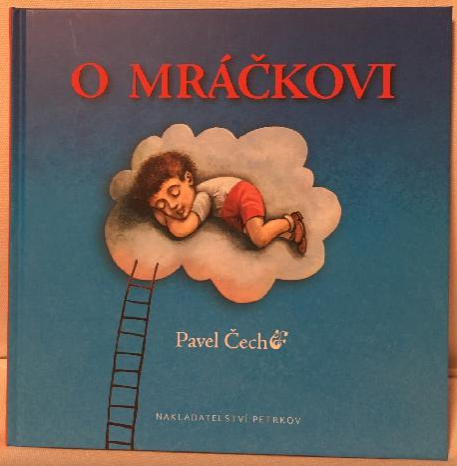 O MRÁČKOVI
Pavel Čech
NAKLADATELSTVÍ PETRKOV